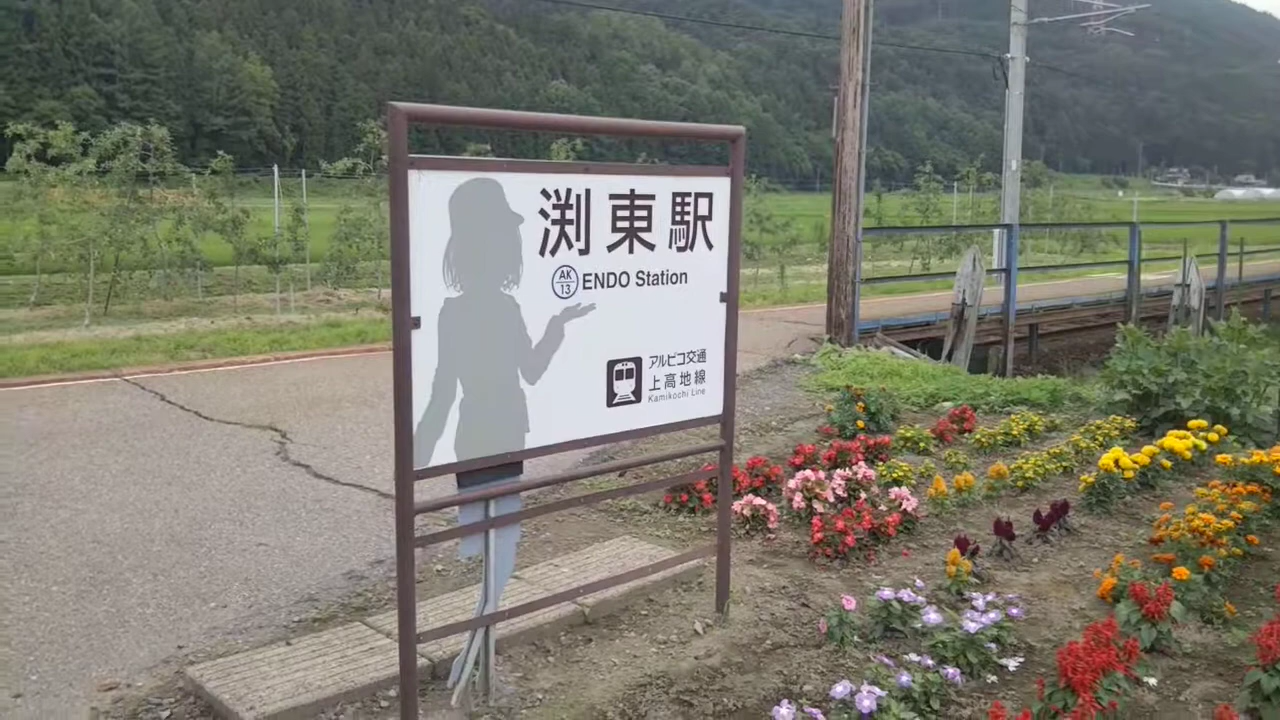 渕東駅
AK
13
ENDO Station
アルピコ交通
上高地線
Kamikochi Line